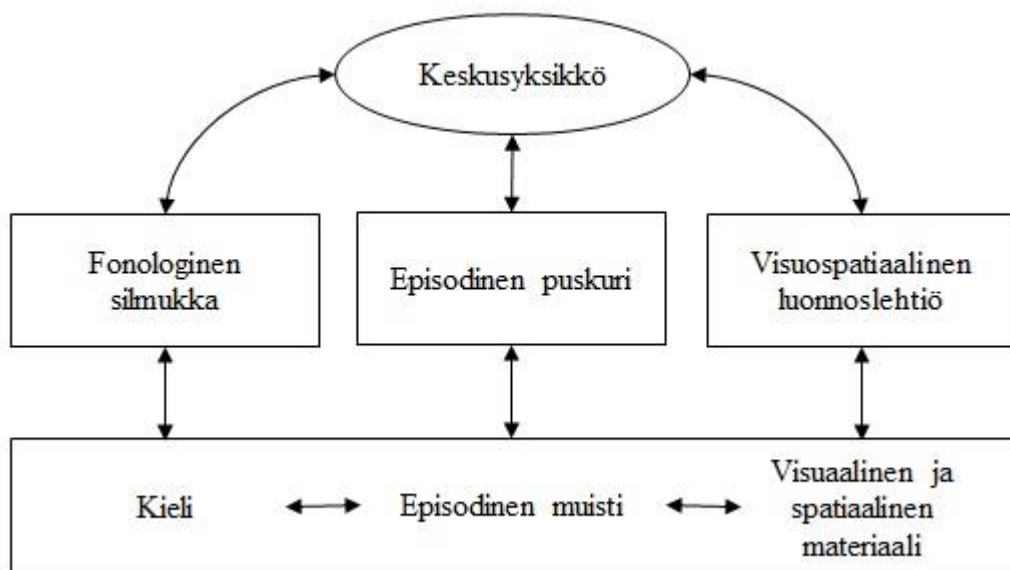 Keskusyksikkö
Fonologinen
silmukka
Episodinen puskuri
Visuospatiaalinen
luonnoslehtiö
Kieli
Episodinen muisti
Visuaalinen ja
spatiaalinen
materiaali